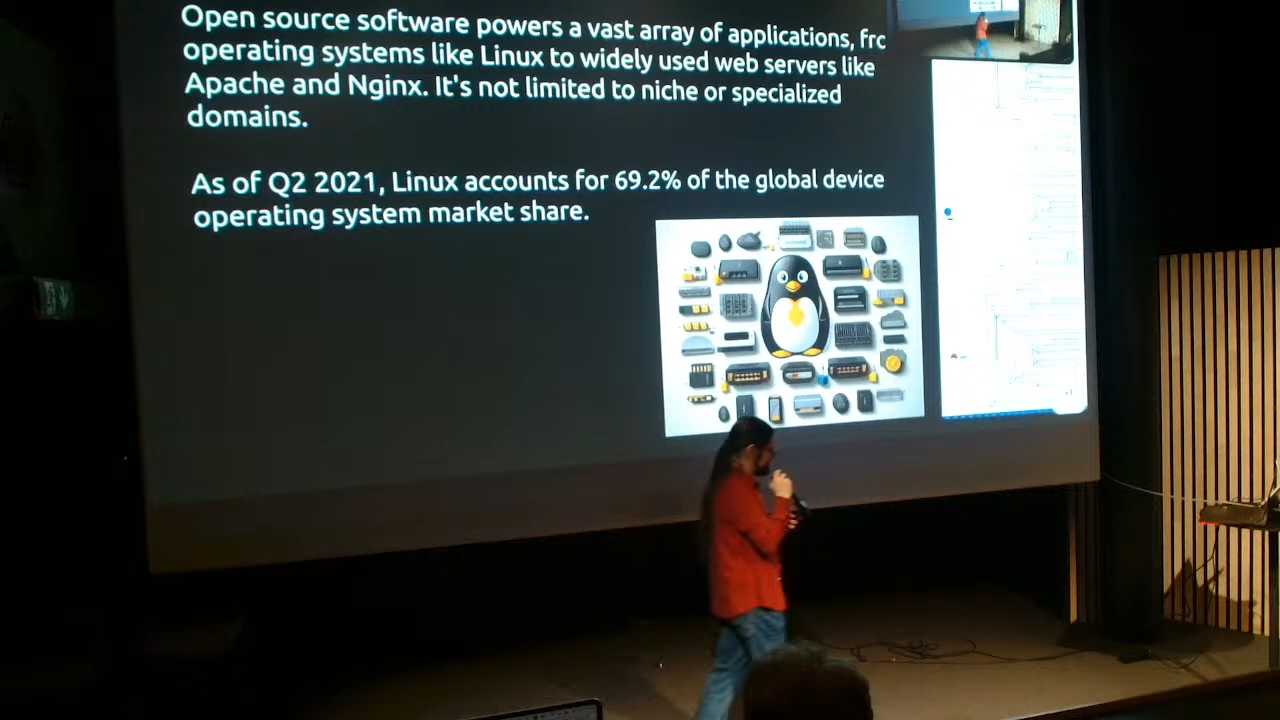 Open source software powers a vast array of applications, frc
operating systems like Linux to widely used web servers like
Apache and Nginx. It's not limited to niche or specialized
domains.
As of Q2 2021, Linux accounts for 69.2% of the global device
operating system market share.